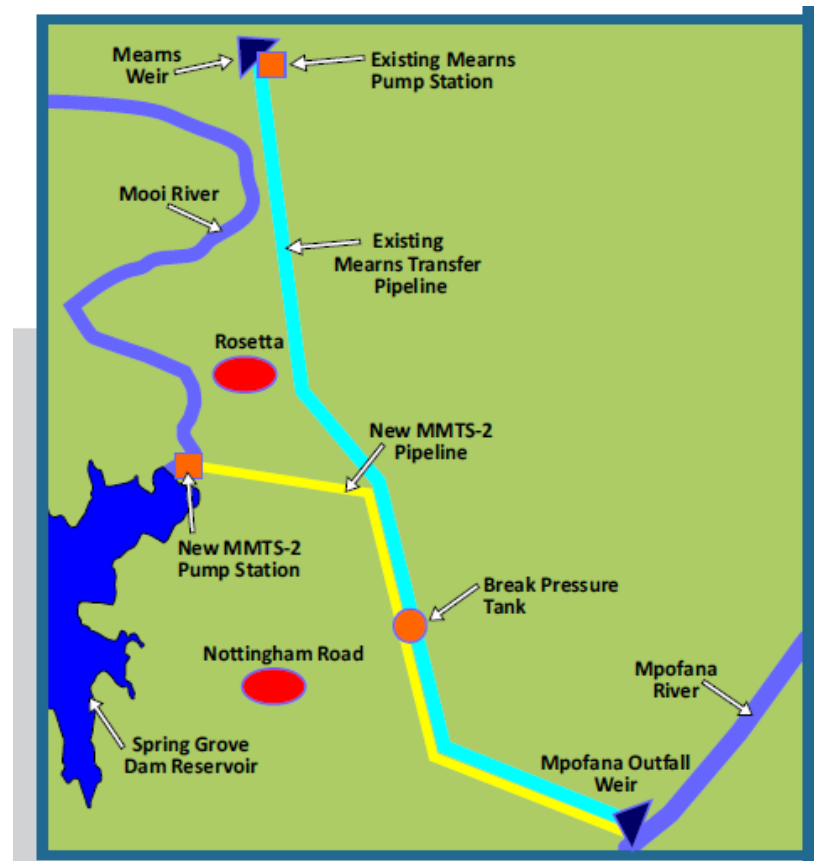 Mearns
Weir
Existing Mearns
Pump Station
Mooi River
Existing
Mearns Transfer
Pipeline
Rosetta
New MMTS-2
Pipeline
New MMTS-2
Pump Station
Break Pressure
Tank
Nottingham Road
Mpofana
River
Spring Grove
Dam Reservoir
Mpofana Outfall
Weir